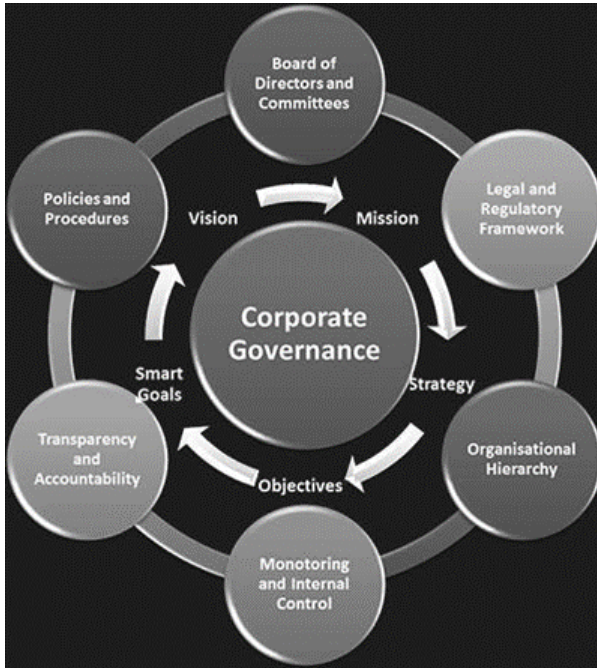 Board of
Directors and
Committees
Legal and
Regulatory
Framework
Organisational
Hierarchy
Monotoring
and Internal
Control
Transparency
and
Accountability
Policies and
Procedures
Vision
Mission
Strategy
Objectives
Smart
Goals
Corporate
Governance